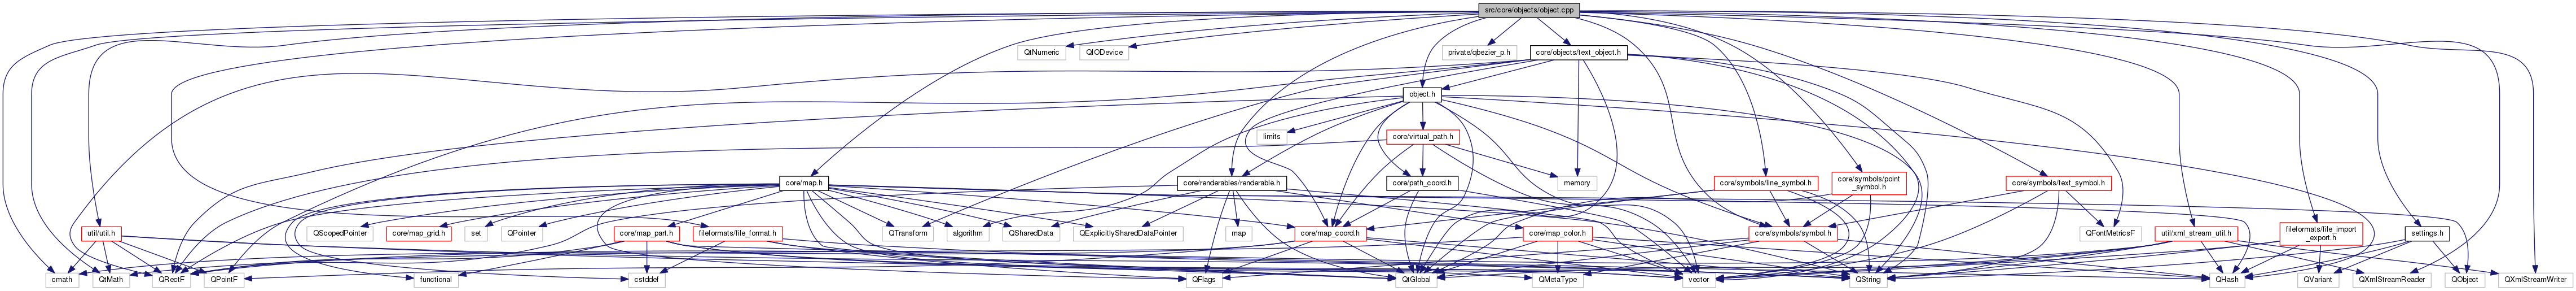 src/core/objects/object.cpp
QtNumeric
QIODevice
private/qbezier_p.h
core/objects/text_object.h
object.h
limits
core/virtual_path.h
core/map.h
core/renderables/renderable.h
core/path_coord.h
memory
core/symbols/line_symbol.h
core/symbols/point
_symbol.h
core/symbols/text_symbol.h
util/util.h
QScopedPointer
core/map_grid.h
set
QPointer
core/map_part.h
fileformats/file_format.h
QTransform
algorithm
QSharedData
QExplicitlySharedDataPointer
map
core/map_coord.h
core/map_color.h
core/symbols/symbol.h
QFontMetricsF
util/xml_stream_util.h
fileformats/file_import
_export.h
settings.h
cmath
QtMath
QRectF
QPointF
functional
cstddef
QFlags
QtGlobal
QMetaType
vector
QString
QHash
QVariant
QXmlStreamReader
QObject
QXmlStreamWriter